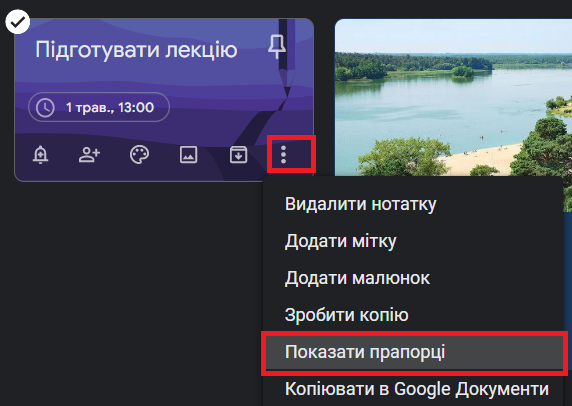 Підготувати лекцію
1 трав., 13:00
Видалити нотатку
Додати мітку
Додати малюнок
Зробити копію
Показати прапорці
Копіювати в Google Документи